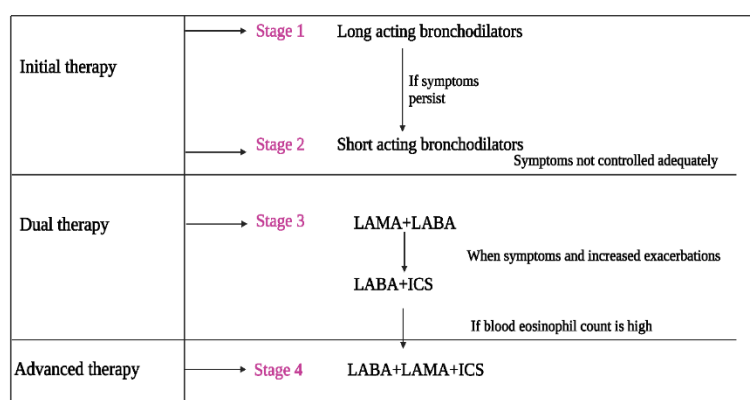 Initial therapy
Stage 1
Long acting bronchodilators
If symptoms
persist
Stage 2
Short acting bronchodilators
Symptoms not controlled adequately
Dual therapy
Stage 3
LAMA+LABA
When symptoms and increased exacerbations
LABA+ICS
If blood eosinophil count is high
Advanced therapy
Stage 4
LABA+LAMA+ICS